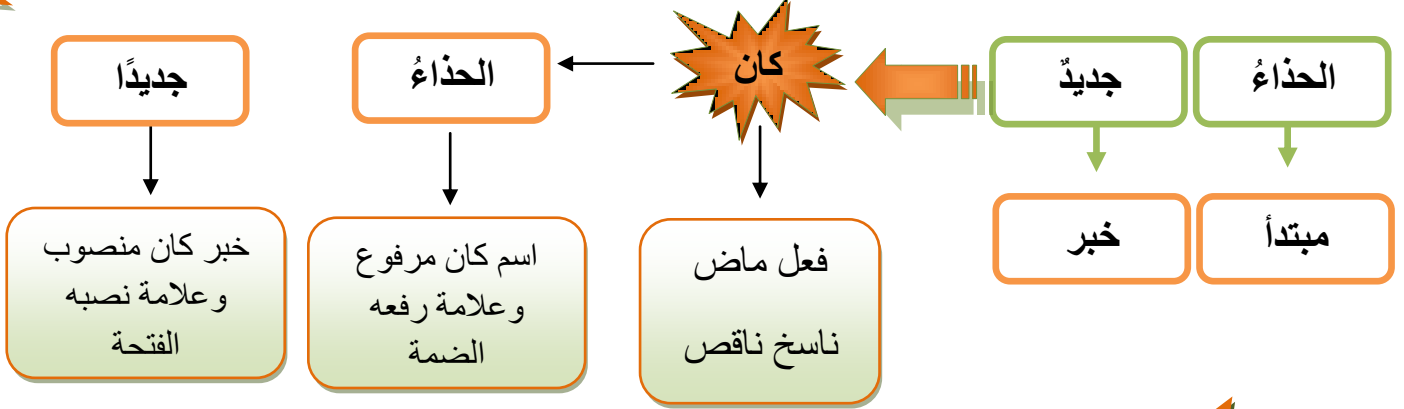 الحذاءُ
جديدٌ
كان
الحذاءُ
جديدًا
مبتدأ
خبر
فعل ماض
ناسخ ناقص
اسم كان مرفوع
وعلامة رفعه
الضمة
خبر كان منصوب
وعلامة نصبه
الفتحة